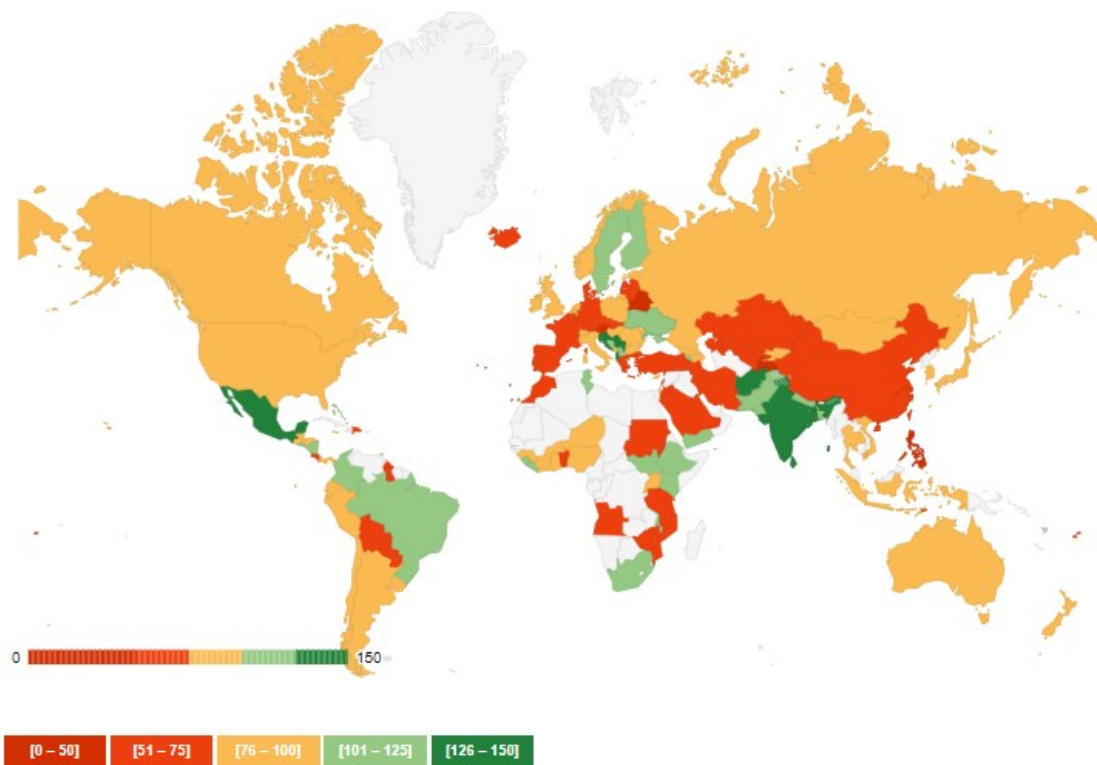 0 150
[0 – 50] [51 – 75] [76 – 100] [101 – 125] [126 – 150]